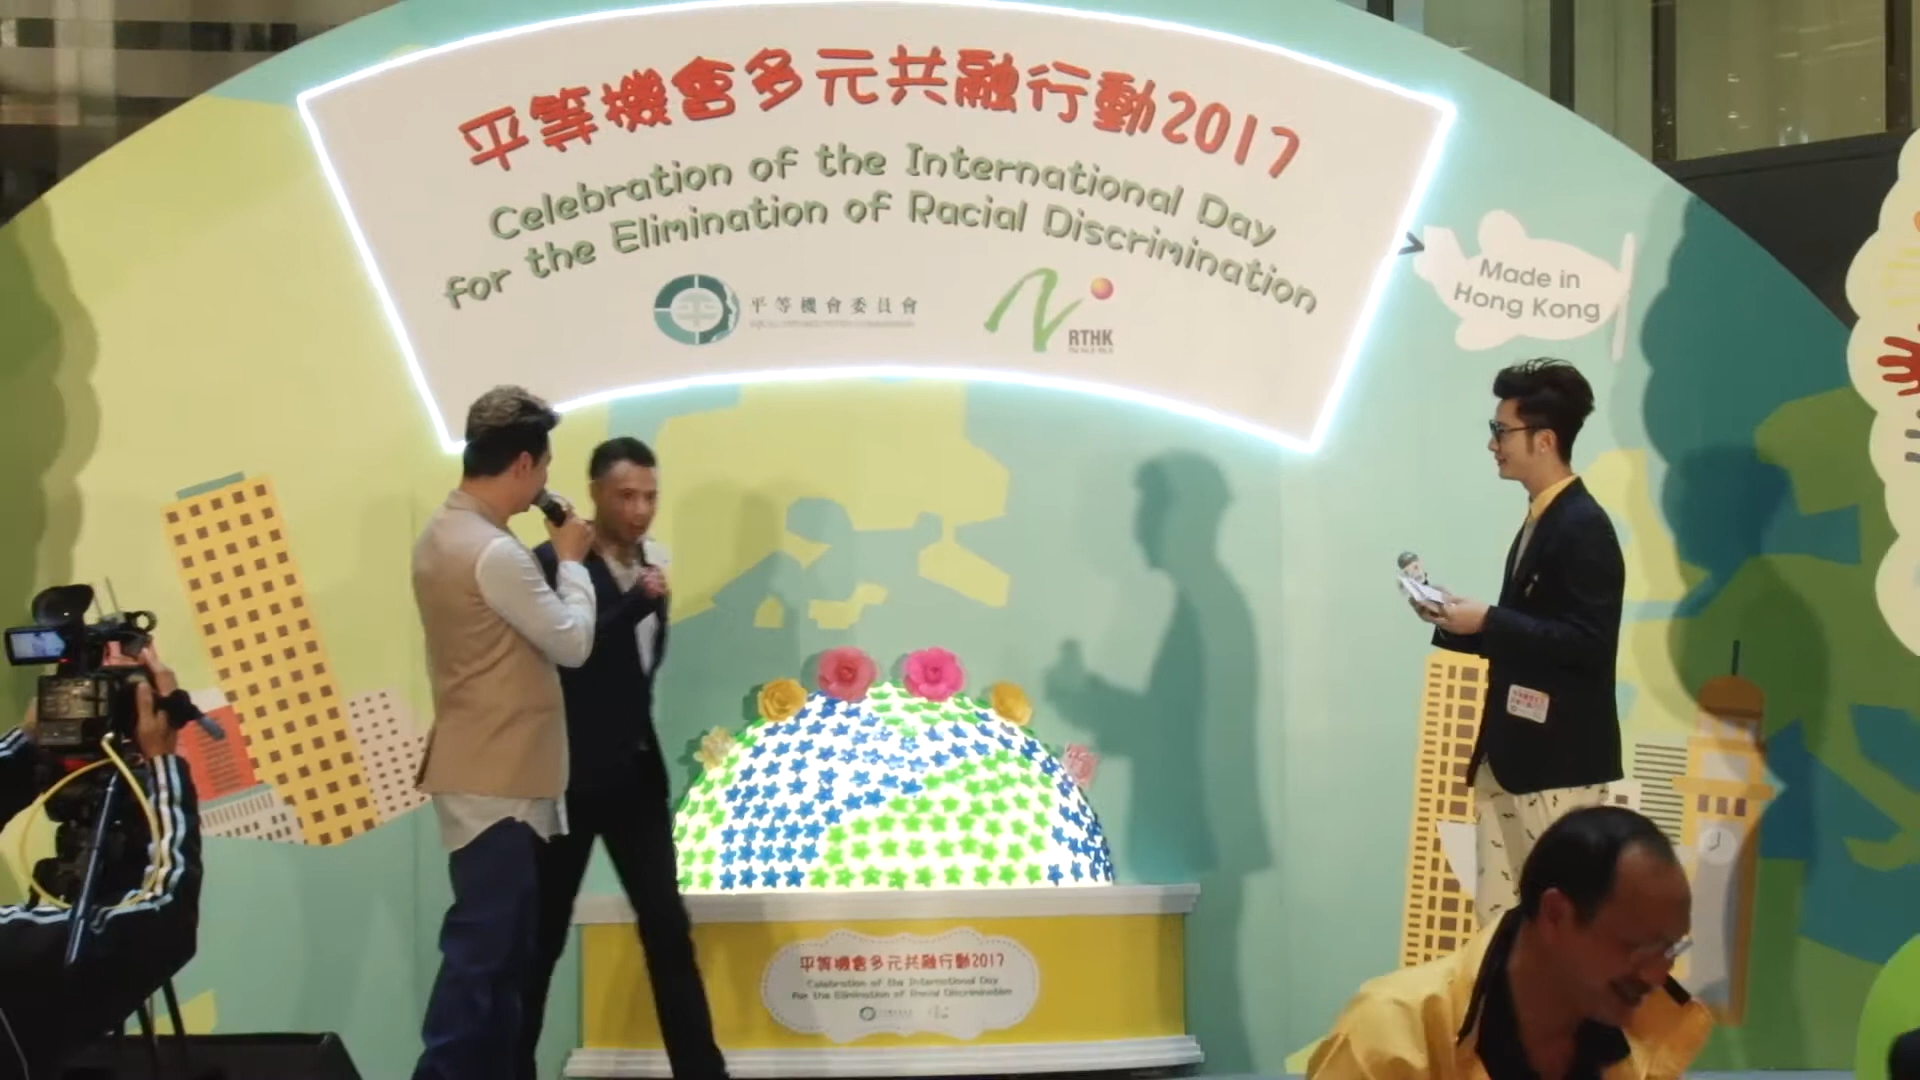 平等機會多元共融行動2017
Celebration of the International Day
for the Elimination of Racial Discrimination
平等機會委員會
RTHK
Made in
Hong Kong
平等機會多元共融行動2017
Celebration of the International Day
For the Elimination of Racial Discrimination